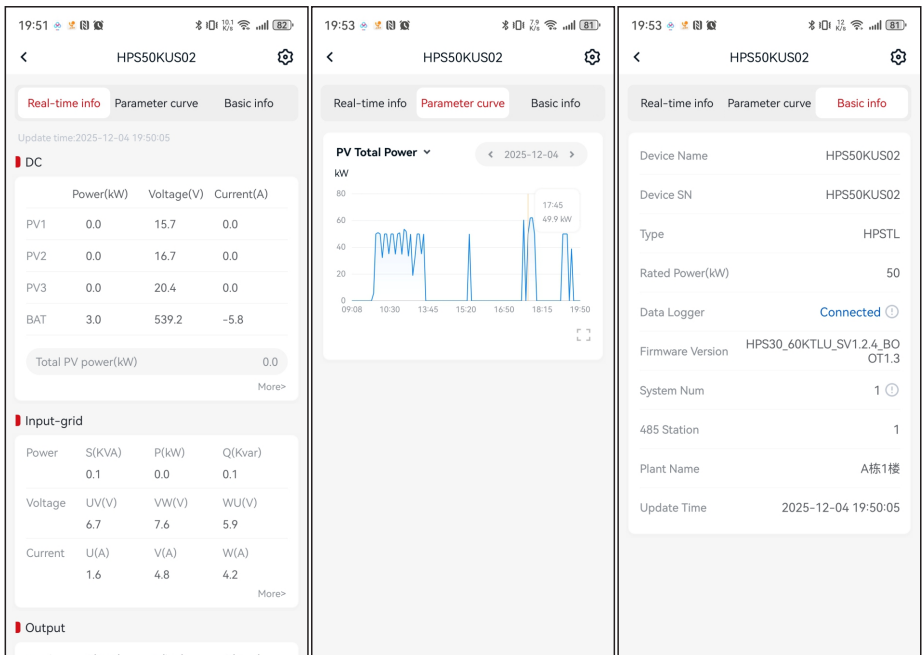 19:51 10.1 K/s 82
HPS50KUS02
Real-time info Parameter curve Basic info
Update time:2025-12-04 19:50:05
DC
Power(kW) Voltage(V) Current(A)
PV1 0.0 15.7 0.0
PV2 0.0 16.7 0.0
PV3 0.0 20.4 0.0
BAT 3.0 539.2 -5.8
Total PV power(kW) 0.0
More>
Input-grid
Power S(KVA) P(kW) Q(Kvar)
0.1 0.0 0.1
Voltage UV(V) VW(V) WU(V)
6.7 7.6 5.9
Current U(A) V(A) W(A)
1.6 4.8 4.2
More>
Output
19:53 7.9 K/s 81
HPS50KUS02
Real-time info Parameter curve Basic info
PV Total Power 2025-12-04
kW
80
17:45
60
49.9 kW
40
20
0
09:08 10:30 13:45 15:20 16:50 18:15 19:50
19:53 12 K/s 81
HPS50KUS02
Real-time info Parameter curve Basic info
Device Name HPS50KUS02
Device SN HPS50KUS02
Type HPSTL
Rated Power(kW) 50
Data Logger Connected
Firmware Version HPS30_60KTLU_SV1.2.4_BO
OT1.3
System Num 1
485 Station 1
Plant Name A栋1楼
Update Time 2025-12-04 19:50:05